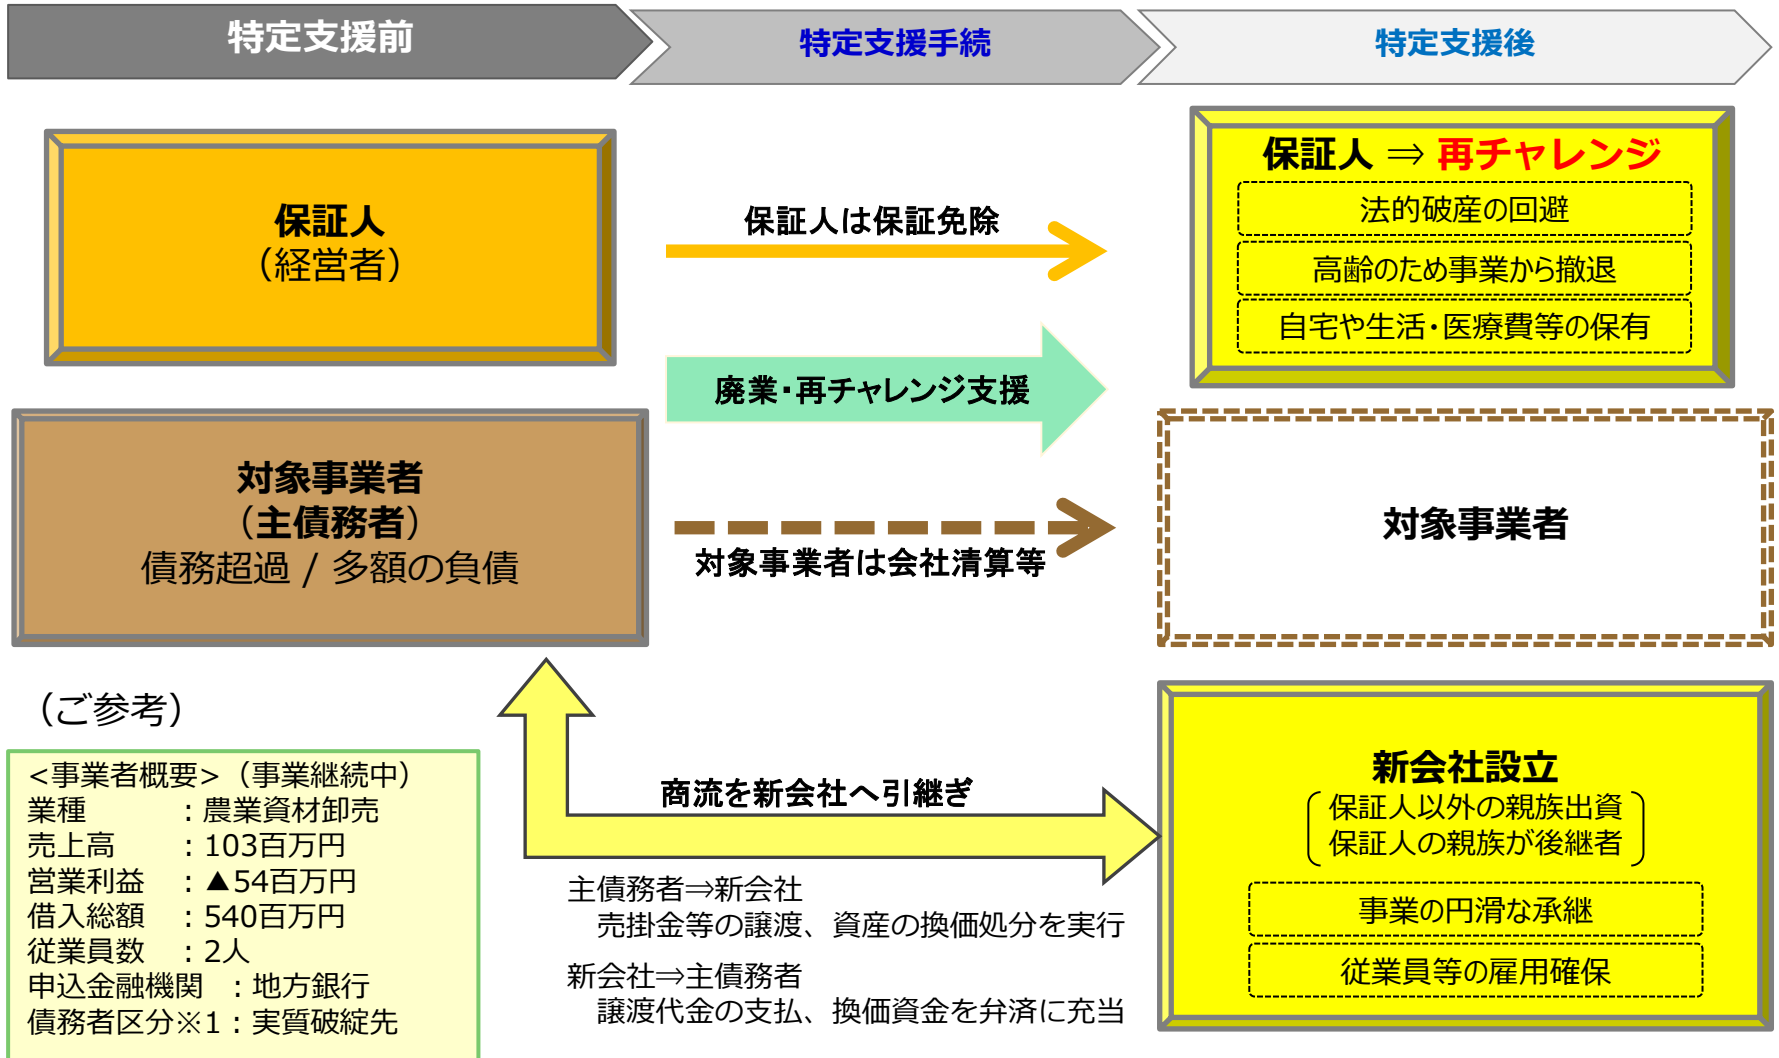 特定支援前
特定支援手続
特定支援後
保証人
（経営者）
保証人は保証免除
保証人 ⇒ 再チャレンジ
法的破産の回避
高齢のため事業から撤退
自宅や生活・医療費等の保有
廃業・再チャレンジ支援
対象事業者
（主債務者）
債務超過 / 多額の負債
対象事業者は会社清算等
対象事業者
（ご参考）
<事業者概要>（事業継続中）
業種　　　：農業資材卸売
売上高　　：103百万円
営業利益　：▲54百万円
借入総額　：540百万円
従業員数　：2人
申込金融機関　：地方銀行
債務者区分※1：実質破綻先
商流を新会社へ引継ぎ
主債務者⇒新会社
売掛金等の譲渡、資産の換価処分を実行
新会社⇒主債務者
譲渡代金の支払、換価資金を弁済に充当
新会社設立
保証人以外の親族出資
保証人の親族が後継者
事業の円滑な承継
従業員等の雇用確保